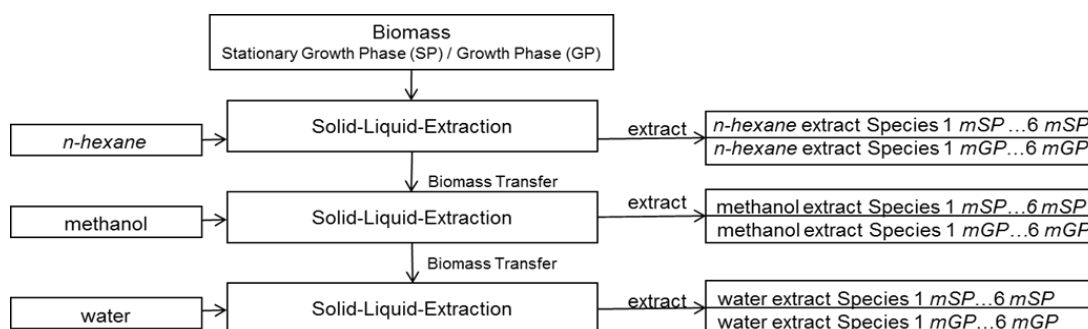 Biomass
Stationary Growth Phase (SP) / Growth Phase (GP)
Solid-Liquid-Extraction
n-hexane
extract
n-hexane extract Species 1 mSP...6 mSP
n-hexane extract Species 1 mGP...6 mGP
Biomass Transfer
Solid-Liquid-Extraction
methanol
extract
methanol extract Species 1 mSP...6 mSP
methanol extract Species 1 mGP...6 mGP
Biomass Transfer
Solid-Liquid-Extraction
water
extract
water extract Species 1 mSP...6 mSP
water extract Species 1 mGP...6 mGP